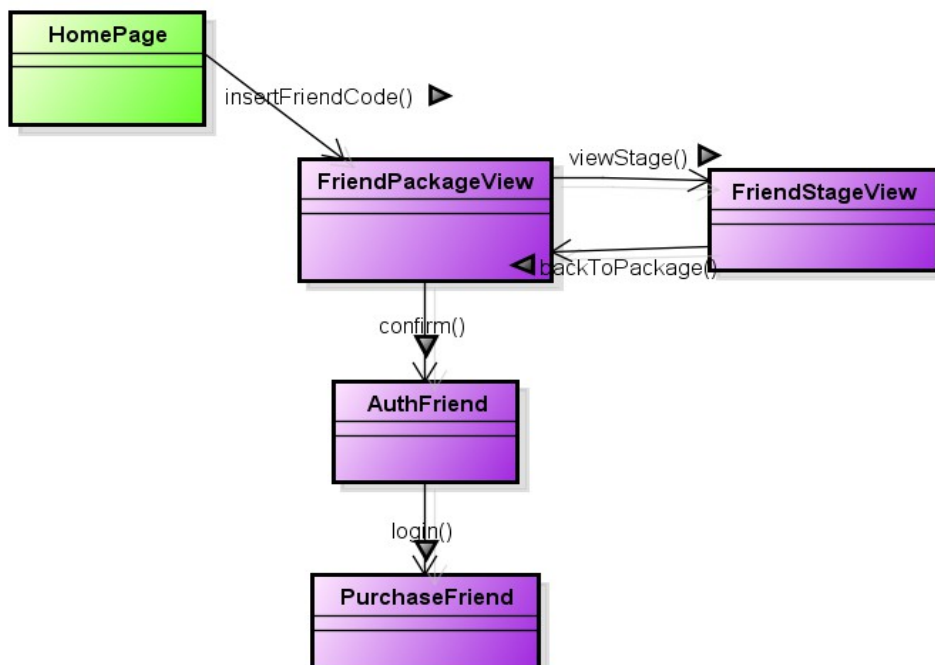 HomePage
insertFriendCode()
viewStage()
FriendPackageView
FriendStageView
backToPackage()
confirm()
AuthFriend
login()
PurchaseFriend